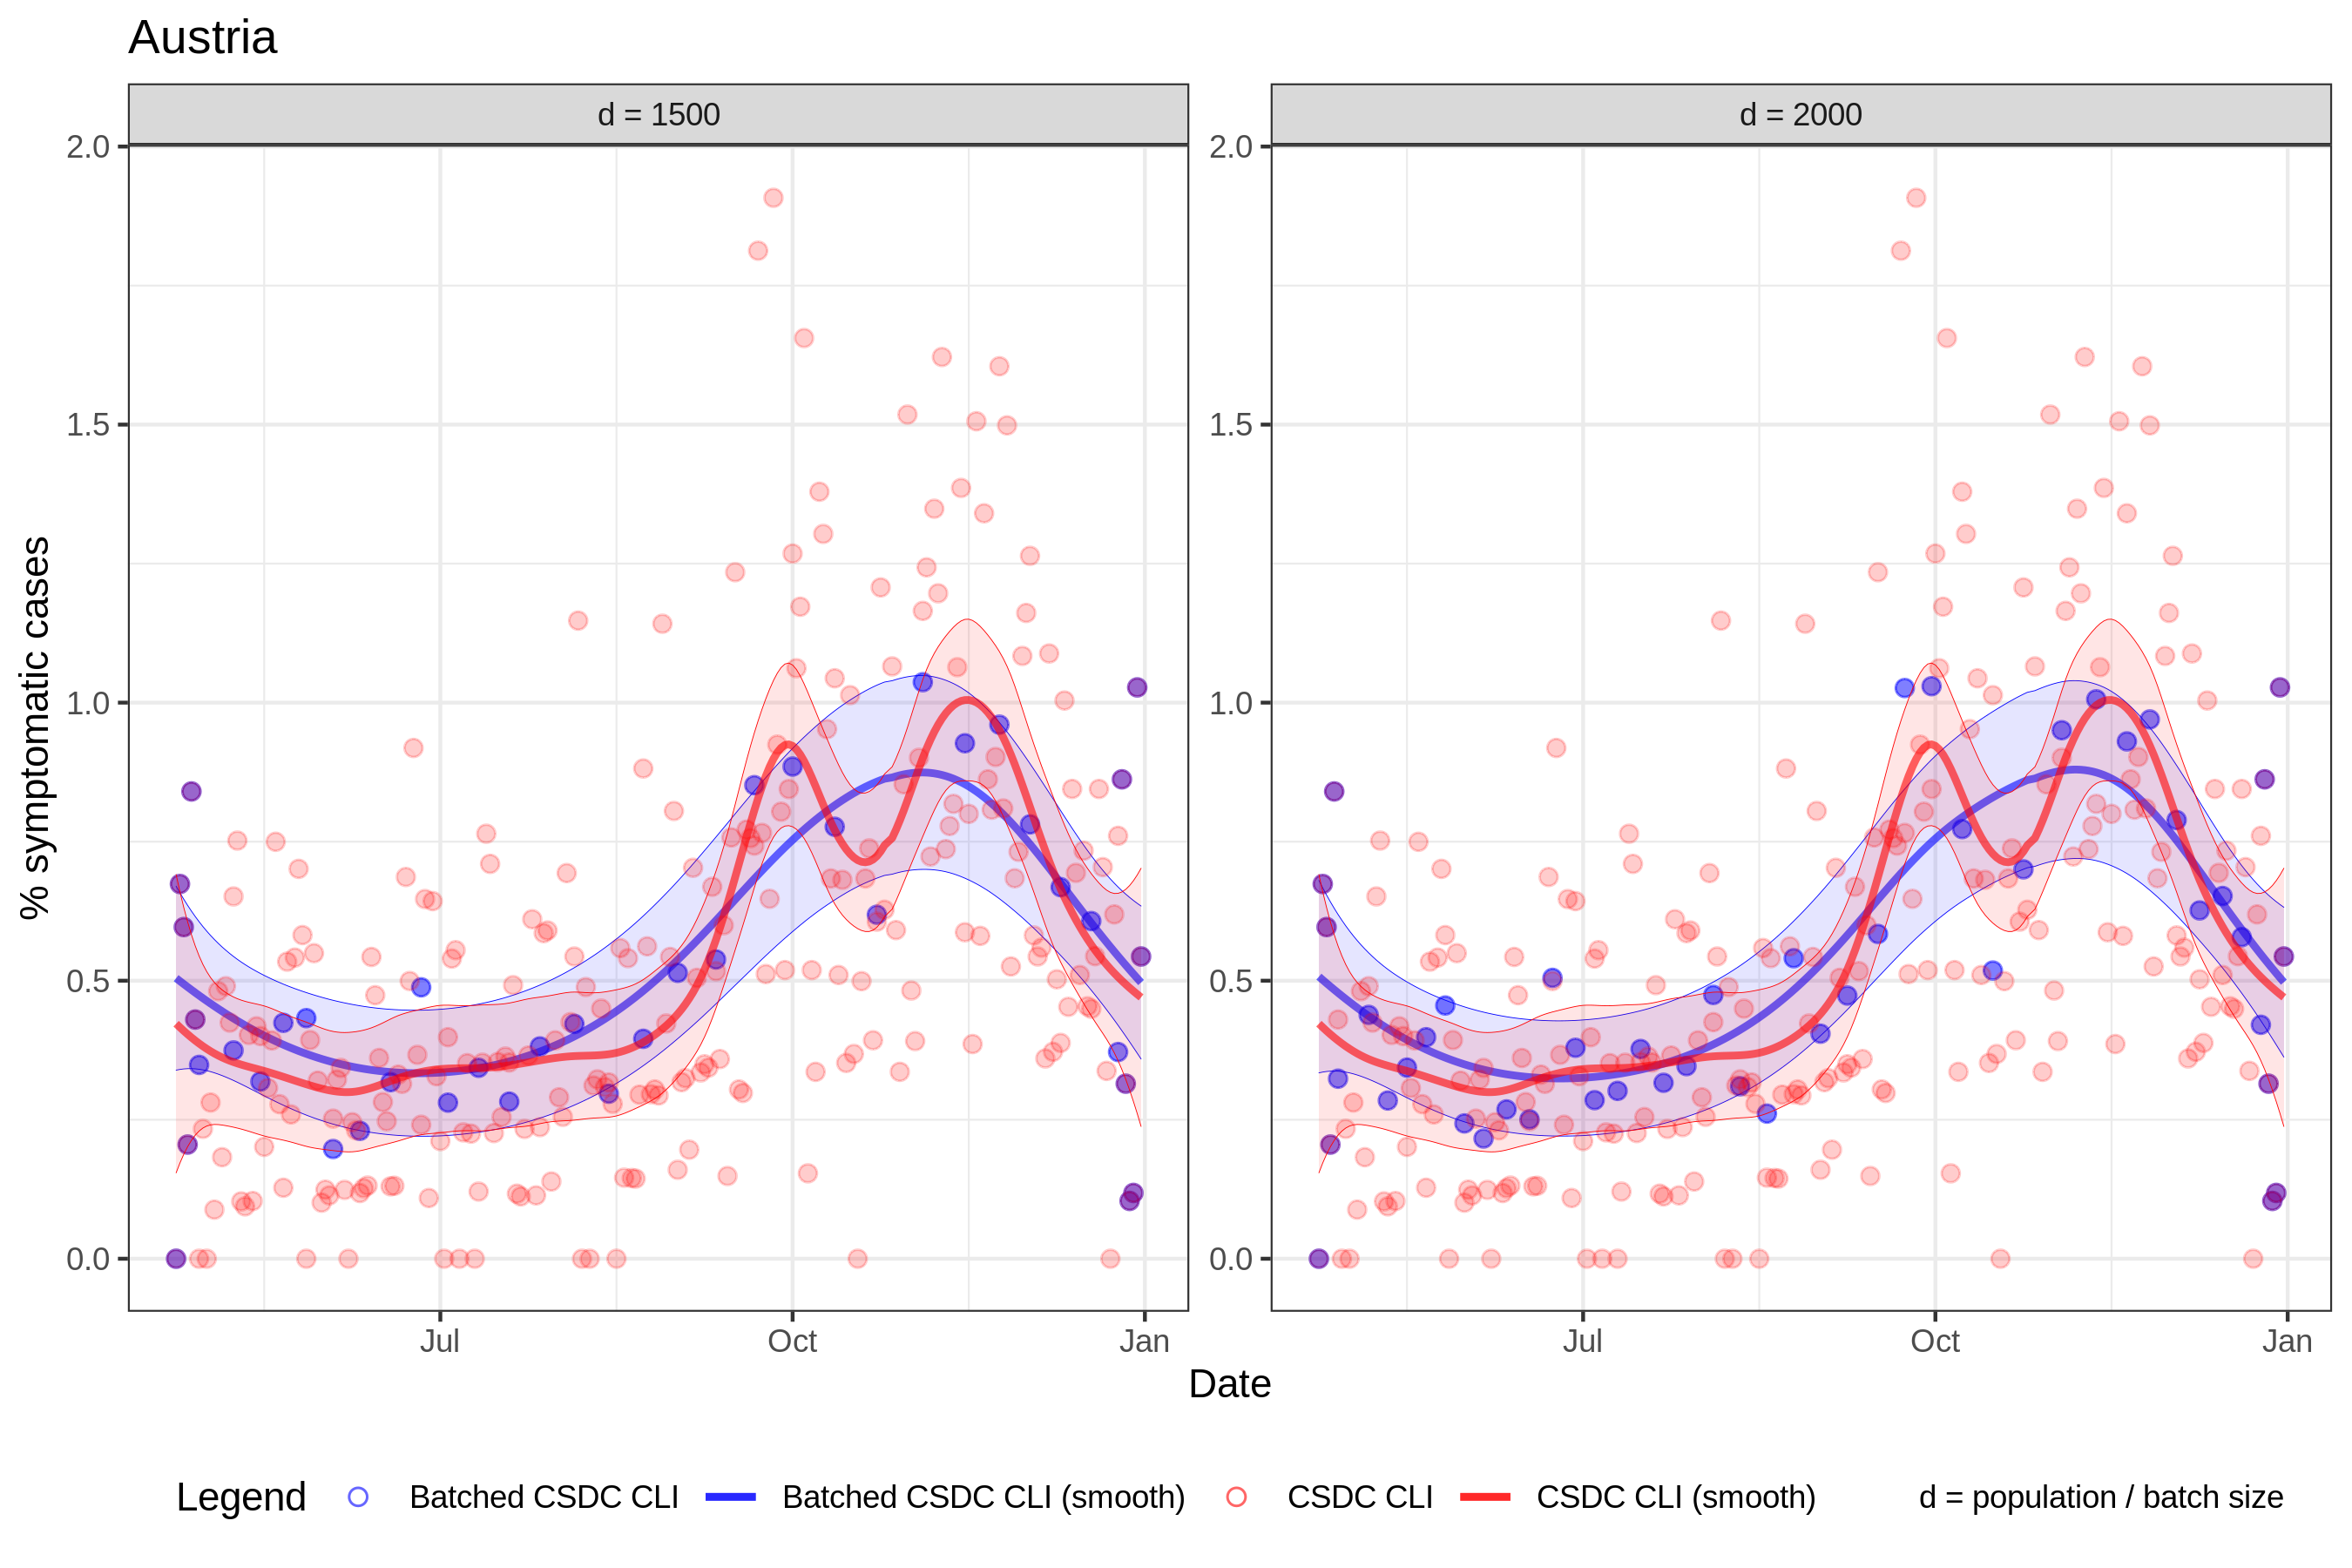 Austria
d = 1500
d = 2000
% symptomatic cases
2.0
1.5
1.0
0.5
0.0
2.0
1.5
1.0
0.5
0.0
Jul Oct Jan
Jul Oct Jan
Date
Legend Batched CSDC CLI Batched CSDC CLI (smooth) CSDC CLI CSDC CLI (smooth) d = population / batch size